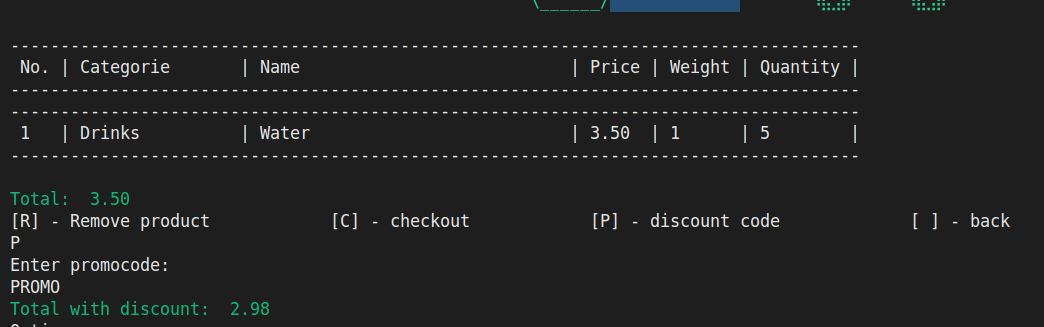 No. | Categorie | Name | Price | Weight | Quantity |
1 | Drinks | Water | 3.50 | 1 | 5 |
Total: 3.50
[R] - Remove product [C] - checkout [P] - discount code [ ] - back
P
Enter promocode:
PROMO
Total with discount: 2.98